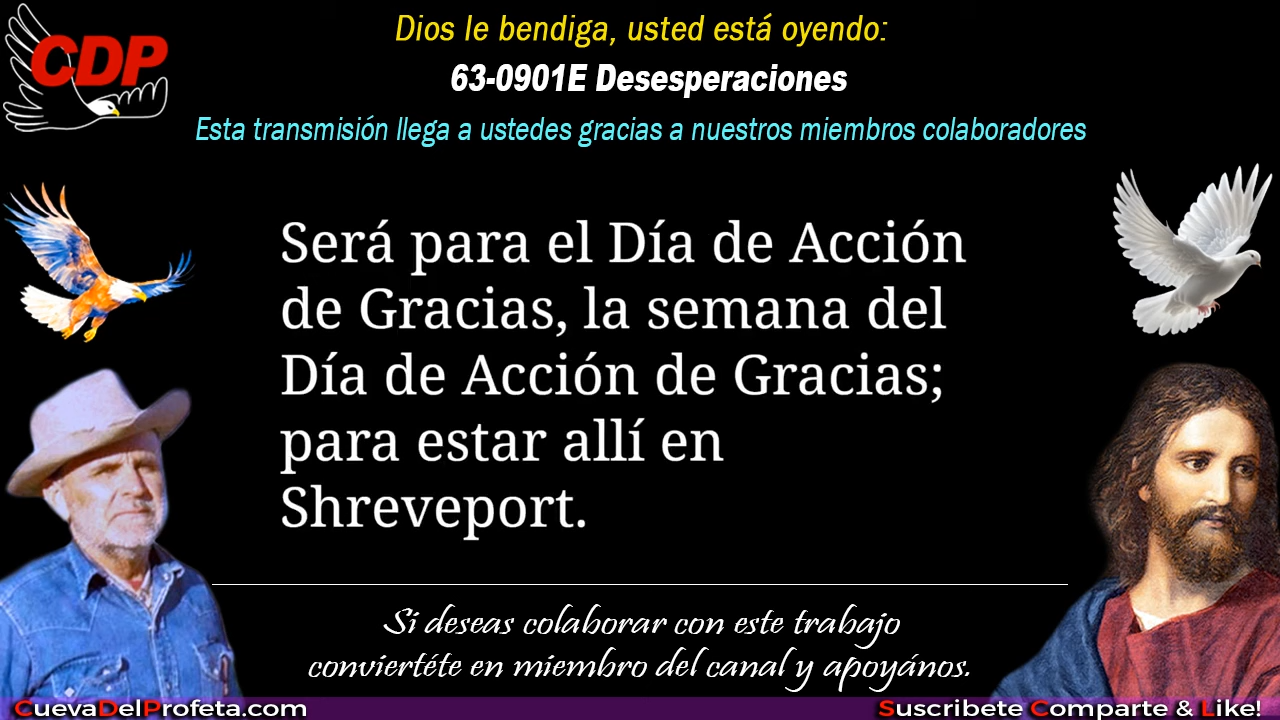 CDP
Dios le bendiga, usted está oyendo:
63-0901E Desesperaciones
Esta transmisión llega a ustedes gracias a nuestros miembros colaboradores
Será para el Día de Acción
de Gracias, la semana del
Día de Acción de Gracias;
para estar allí en
Shreveport.
Si deseas colaborar con este trabajo
conviertéte en miembro del canal y apoyános.
CuevaDelProfeta.com
Suscribete Comparte & Like!